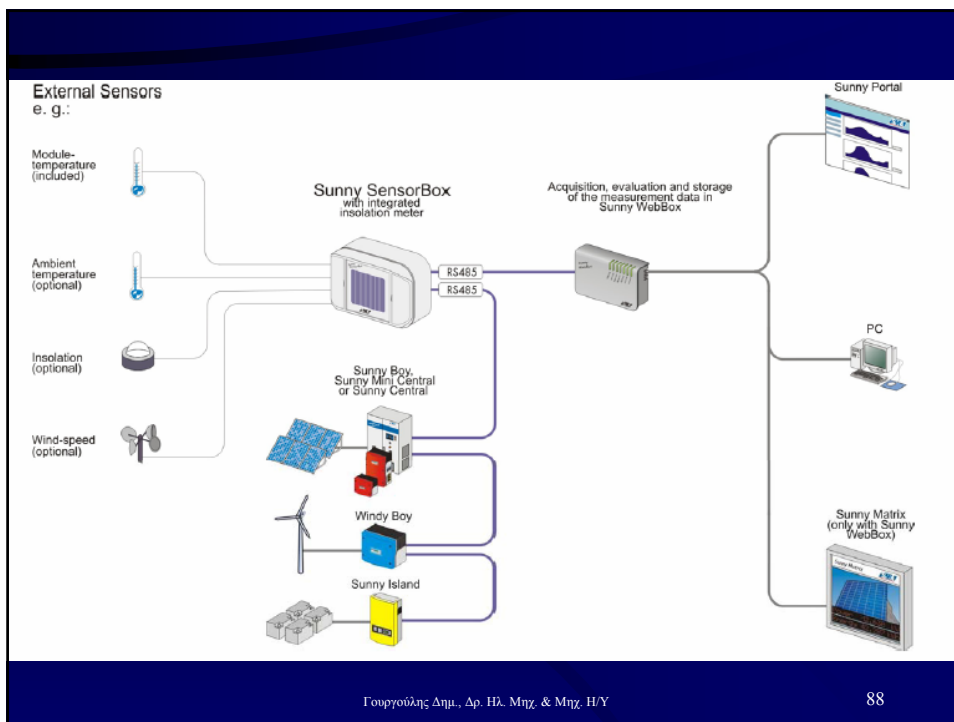 External Sensors
e. g.:
Module-
temperature
(included)
Ambient
temperature
(optional)
Insolation
(optional)
Wind-speed
(optional)
Sunny SensorBox
with integrated
insolation meter
RS485
RS485
Acquisition, evaluation and storage
of the measurement data in
Sunny WebBox
Sunny Boy,
Sunny Mini Central
or Sunny Central
Windy Boy
Sunny Island
Sunny Portal
PC
Sunny Matrix
(only with Sunny
WebBox)
Sunny Matrix
Γουργούλης Δημ., Δρ. Ηλ. Μηχ. & Μηχ. Η/Υ
88